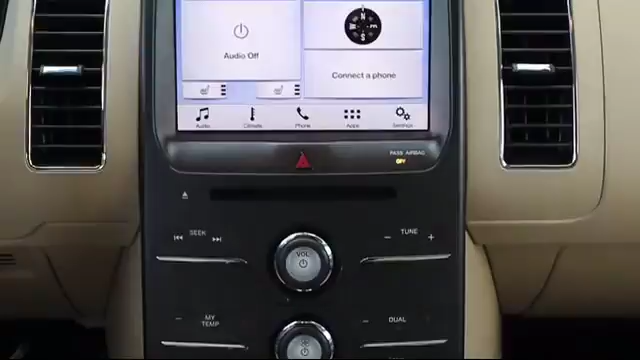 N
E
S
Audio Off
Connect a phone
Audio
Climate
Phone
Apps
Settings
PASS AIRBAG
OFF
SEEK
TUNE
VOL
MY
TEMP
DUAL